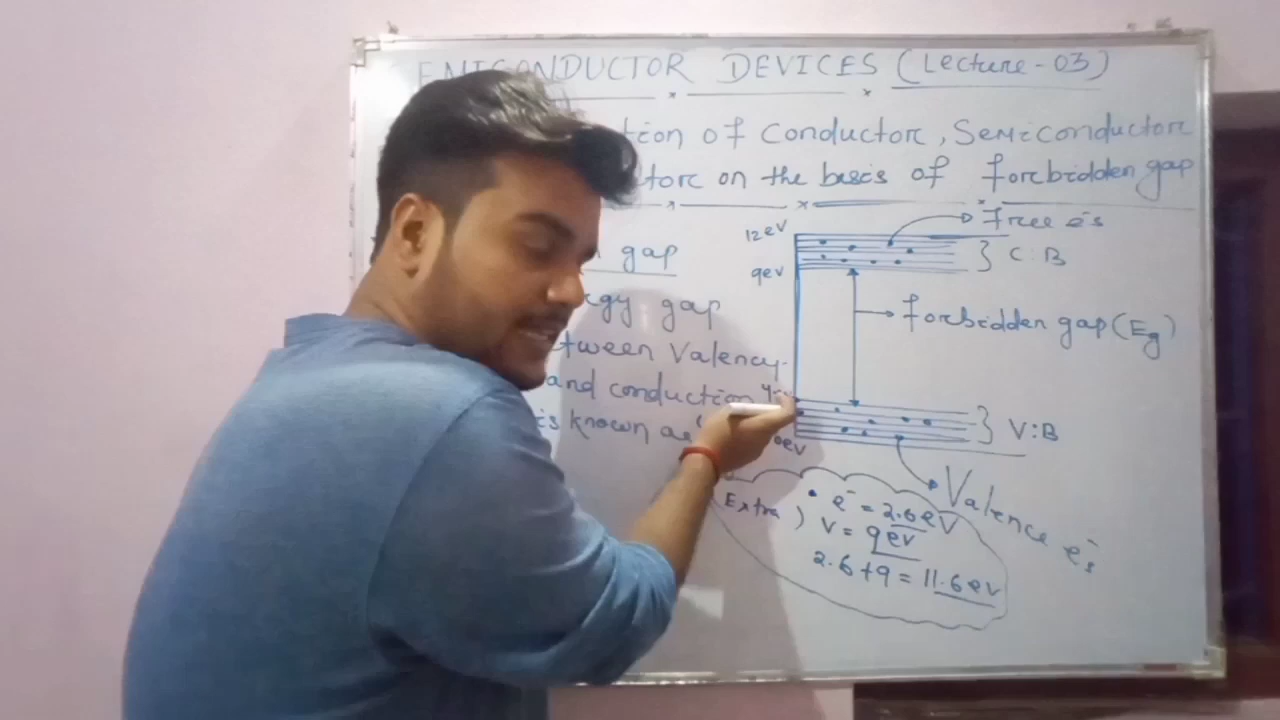 EMICONDUCTOR DEVICES (Lecture-03)
tion of conductor, Semiconductor
tor on the basis of forbidden gap
gap
rgy gap
tween Valency
and conduction
is known as
12ev
9ev
Free e's
C:B
forbidden gap (Eg)
0ev
V:B
Valence e's
Extra
e⁻ = 2.6eV
V = 9ev
2.6+9 = 11.6ev